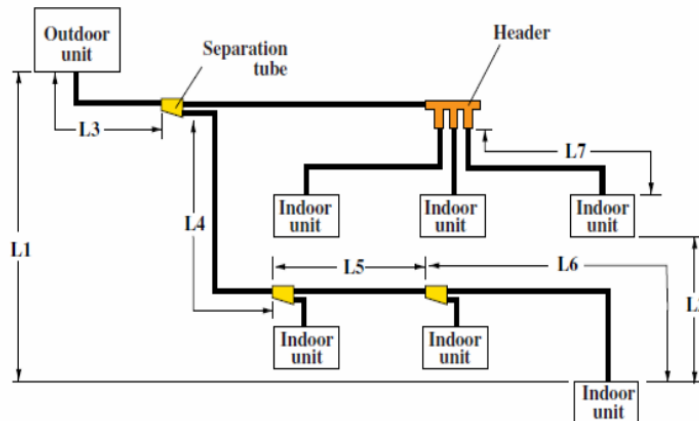 Outdoor
unit
Separation
tube
Header
L3
L7
L4
Indoor
unit
Indoor
unit
Indoor
unit
L1
L5
L6
Indoor
unit
Indoor
unit
Indoor
unit